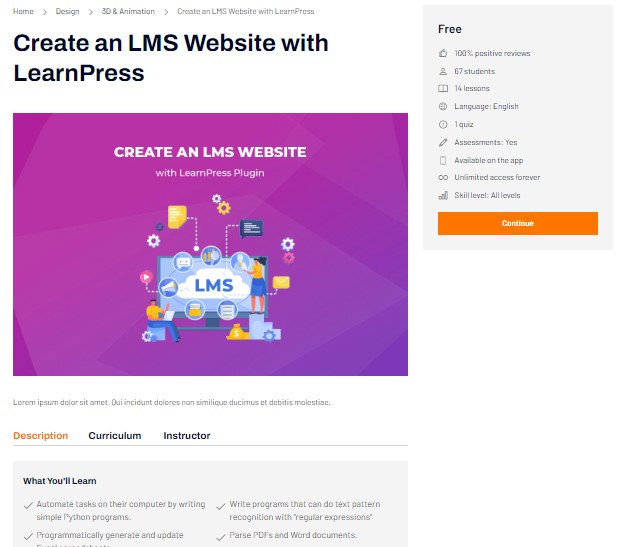 Home > Design > 3D & Animation > Create an LMS Website with LearnPress
Create an LMS Website with
LearnPress
CREATE AN LMS WEBSITE
with LearnPress Plugin
LMS
Lorem ipsum dolor sit amet. Qui incidunt dolores non similique ducimus et debitis molestiae.
Description Curriculum Instructor
What You'll Learn
Automate tasks on their computer by writing
simple Python programs.
Programmatically generate and update
Excel spreadsheets.
Write programs that can do text pattern
recognition with "regular expressions"
Parse PDFs and Word documents.
Free
100% positive reviews
67 students
14 lessons
Language: English
1 quiz
Assessments: Yes
Available on the app
Unlimited access forever
Skill level: All levels
Continue